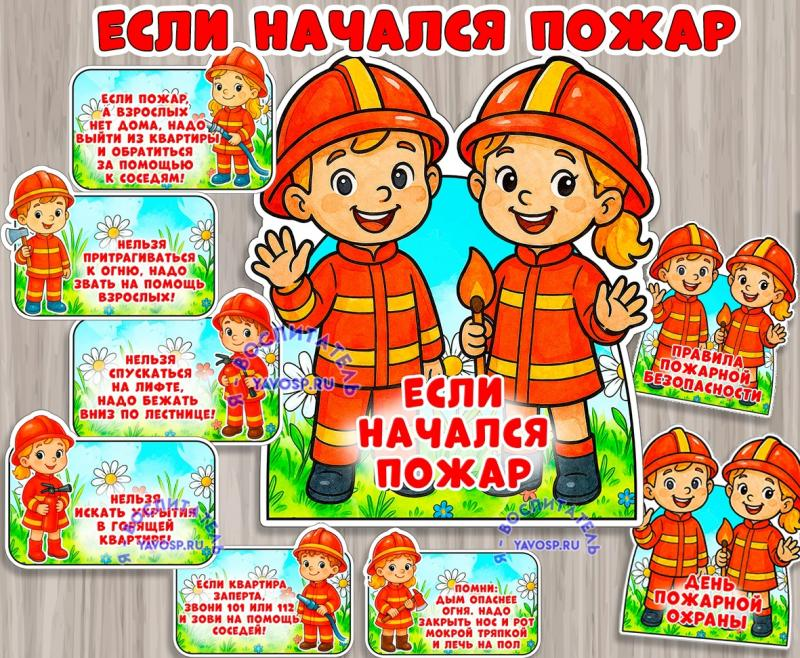 ЕСЛИ НАЧАЛСЯ ПОЖАР
ЕСЛИ ПОЖАР,
А ВЗРОСЛЫХ
НЕТ ДОМА, НАДО
ВЫЙТИ ИЗ КВАРТИРЫ
И ОБРАТИТЬСЯ
ЗА ПОМОЩЬЮ
К СОСЕДЯМ!
НЕЛЬЗЯ
ПРИТРАГИВАТЬСЯ
К ОГНЮ, НАДО
ЗВАТЬ НА ПОМОЩЬ
ВЗРОСЛЫХ!
НЕЛЬЗЯ
СПУСКАТЬСЯ
НА ЛИФТЕ,
НАДО БЕЖАТЬ
ВНИЗ ПО ЛЕСТНИЦЕ!
НЕЛЬЗЯ
ИСКАТЬ УКРЫТИЯ
В ГОРЯЩЕЙ
КВАРТИРЕ!
ЕСЛИ КВАРТИРА
ЗАПЕРТА,
ЗВОНИ 101 ИЛИ 112
И ЗОВИ НА ПОМОЩЬ
СОСЕДЕЙ!
ПОМНИ:
ДЫМ ОПАСНЕЕ
ОГНЯ. НАДО
ЗАКРЫТЬ НОС И РОТ
МОКРОЙ ТРЯПКОЙ
И ЛЕЧЬ НА ПОЛ
ЕСЛИ
НАЧАЛСЯ
ПОЖАР
ПРАВИЛА
ПОЖАРНОЙ
БЕЗОПАСНОСТИ
ДЕНЬ
ПОЖАРНОЙ
ОХРАНЫ
Я - ВОСПИТАТЕЛЬ
YAVOSP.RU
Я - ВОСПИТАТЕЛЬ
YAVOSP.RU
Я - ВОСПИТАТЕЛЬ
YAVOSP.RU